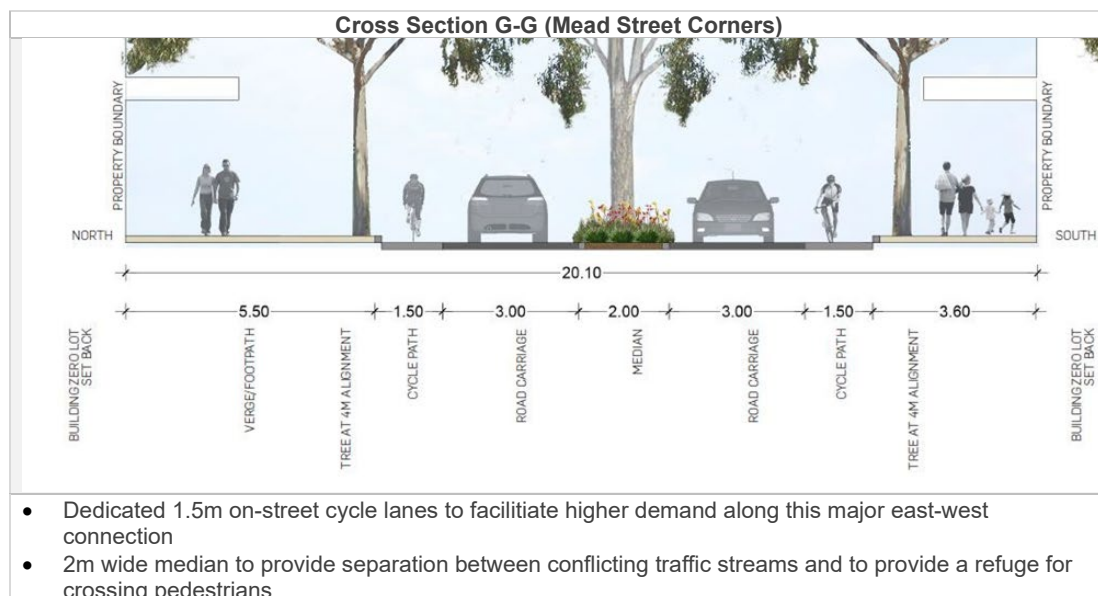 Cross Section G-G (Mead Street Corners)
PROPERTY BOUNDARY
PROPERTY BOUNDARY
NORTH
SOUTH
20.10
5.50 1.50 3.00 2.00 3.00 1.50 3.60
BUILDING ZERO LOT
SET BACK
VERGE/FOOTPATH
TREE AT 4M ALIGNMENT
CYCLE PATH
ROAD CARRIAGE
MEDIAN
ROAD CARRIAGE
CYCLE PATH
TREE AT 4M ALIGNMENT
BUILDING ZERO LOT
SET BACK
• Dedicated 1.5m on-street cycle lanes to facilitiate higher demand along this major east-west
connection
• 2m wide median to provide separation between conflicting traffic streams and to provide a refuge for
crossing pedestrians